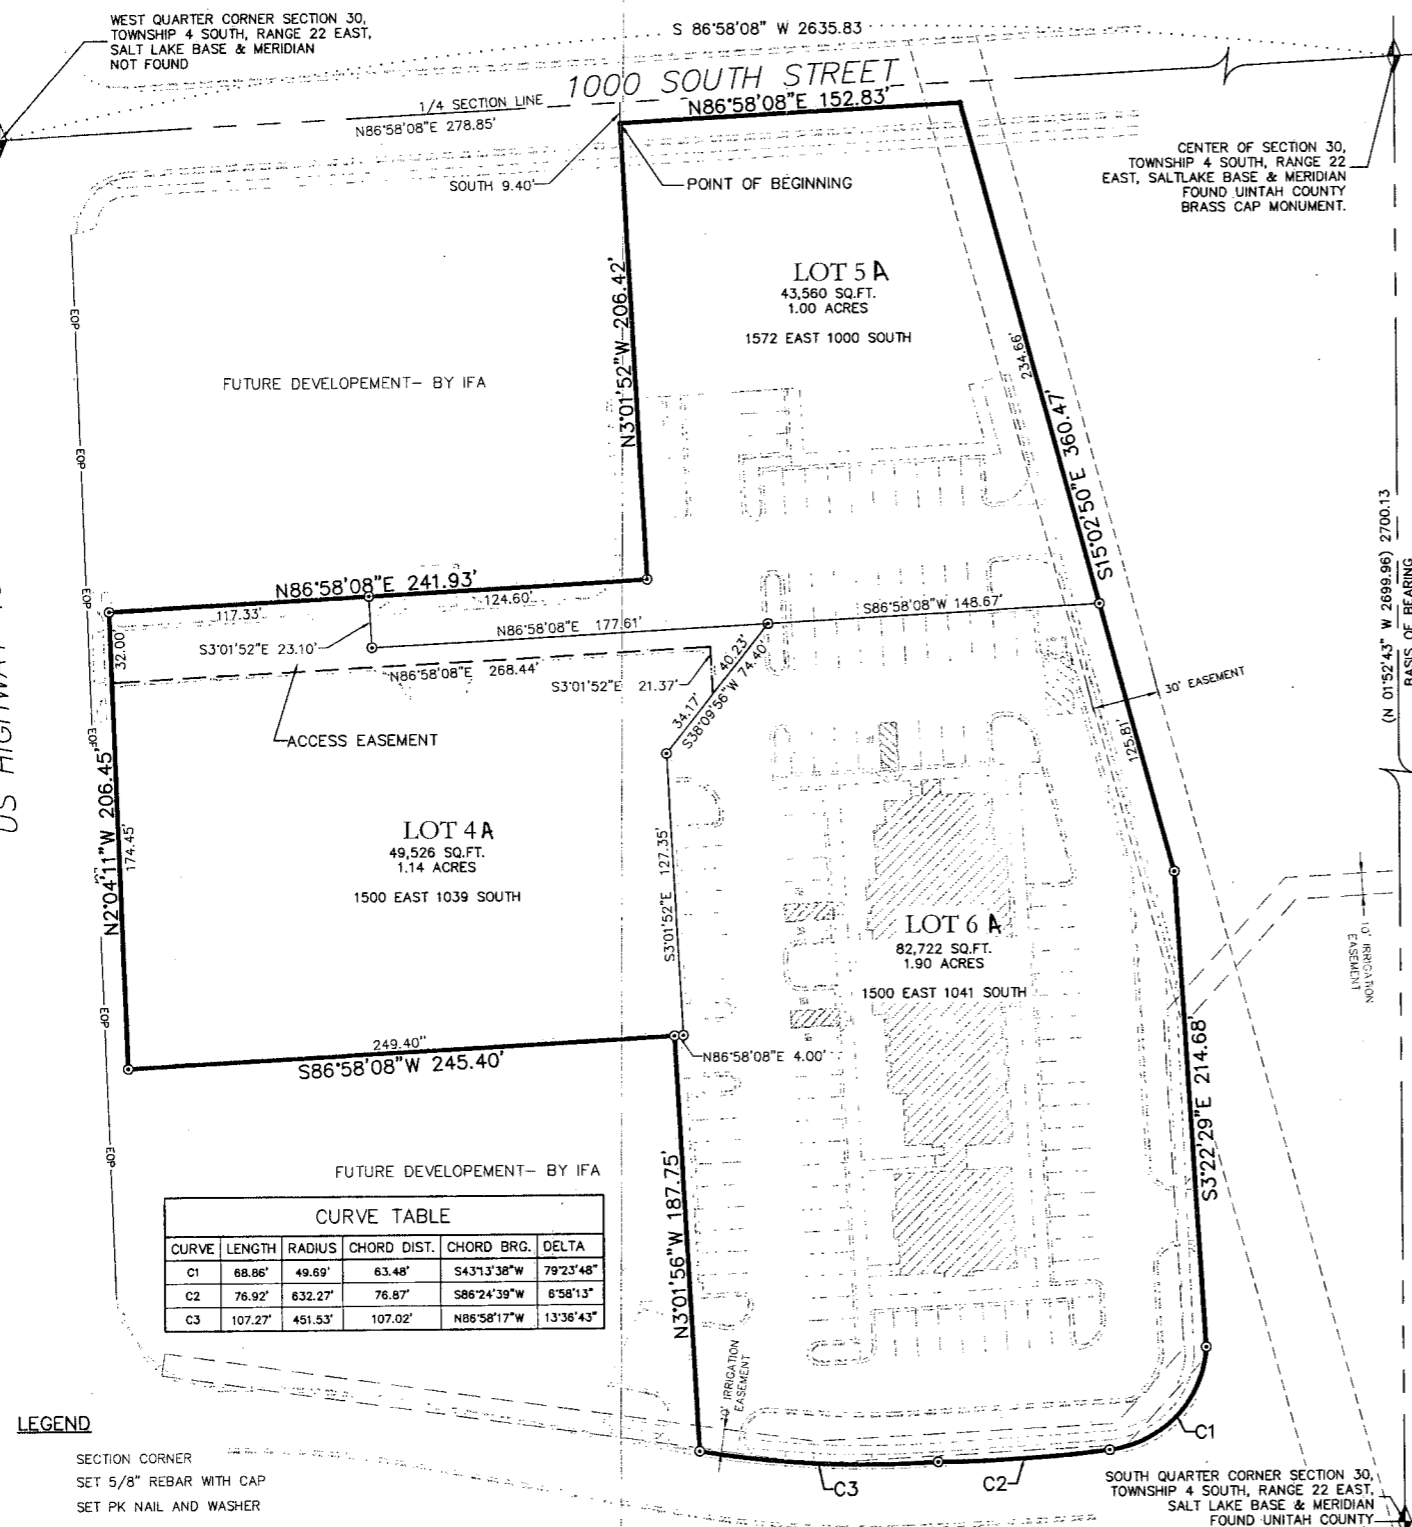 WEST QUARTER CORNER SECTION 30,
TOWNSHIP 4 SOUTH, RANGE 22 EAST,
SALT LAKE BASE & MERIDIAN
NOT FOUND
S 86°58'08" W 2635.83
1000 SOUTH STREET
1/4 SECTION LINE
N86°58'08"E 278.85'
N86°58'08"E 152.83'
SOUTH 9.40'
POINT OF BEGINNING
CENTER OF SECTION 30,
TOWNSHIP 4 SOUTH, RANGE 22
EAST, SALTLAKE BASE & MERIDIAN
FOUND UINTAH COUNTY
BRASS CAP MONUMENT.
LOT 5 A
43,560 SQ.FT.
1.00 ACRES
1572 EAST 1000 SOUTH
N3°01'52"W 206.42'
234.66'
S15°02'50"E 360.47'
EOP
FUTURE DEVELOPEMENT- BY IFA
EOP
(N 01°52'43" W 2699.96) 2700.13
BASIS OF BEARING
EOP
N86°58'08"E 241.93'
117.33'
124.60'
S86°58'08"W 148.67'
N86°58'08"E 177.61'
32.00'
S3°01'52"E 23.10'
N86°58'08"E 268.44'
S3°01'52"E 21.37'
40.23'
34.17'
S38°09'56"W 74.40'
30' EASEMENT
125.81'
ACCESS EASEMENT
EOP
US HIGHWAY
N2°04'11"W 206.45'
174.45'
LOT 4 A
49,526 SQ.FT.
1.14 ACRES
1500 EAST 1039 SOUTH
S3°01'52"E 127.35'
LOT 6 A
82,722 SQ.FT.
1.90 ACRES
1500 EAST 1041 SOUTH
10' IRRIGATION
EASEMENT
EOP
249.40"
S86°58'08"W 245.40'
N86°58'08"E 4.00'
S3°22'29"E 214.68'
EOP
FUTURE DEVELOPEMENT- BY IFA
N3°01'56"W 187.75'
CURVE TABLE
CURVE LENGTH RADIUS CHORD DIST. CHORD BRG. DELTA
C1 68.86' 49.69' 63.48' S43°13'38"W 79°23'48"
C2 76.92' 632.27' 76.87' S86°24'39"W 6°58'13"
C3 107.27' 451.53' 107.02' N86°58'17"W 13°36'43"
IRRIGATION
EASEMENT
C1
C2
C3
LEGEND
SECTION CORNER
SET 5/8" REBAR WITH CAP
SET PK NAIL AND WASHER
SOUTH QUARTER CORNER SECTION 30,
TOWNSHIP 4 SOUTH, RANGE 22 EAST,
SALT LAKE BASE & MERIDIAN
FOUND UNITAH COUNTY